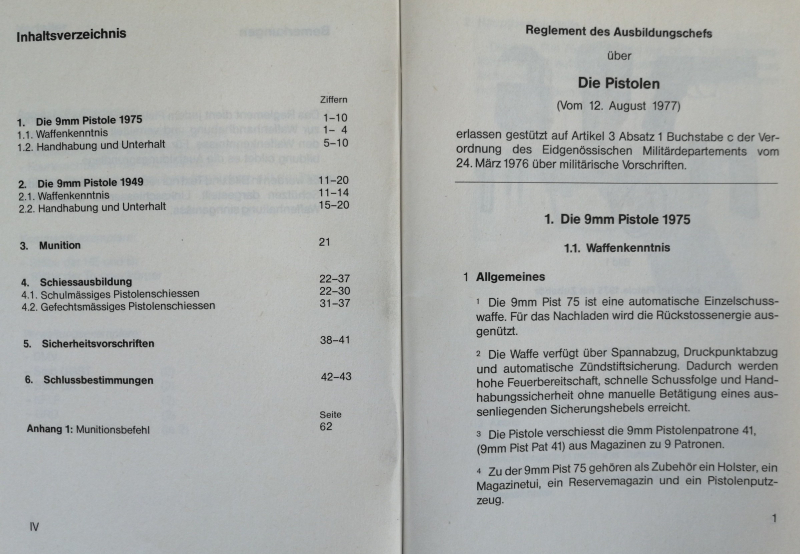 Inhaltsverzeichnis
Ziffern
1. Die 9mm Pistole 1975 1–10
1.1. Waffenkenntnis 1– 4
1.2. Handhabung und Unterhalt 5–10
2. Die 9mm Pistole 1949 11–20
2.1. Waffenkenntnis 11–14
2.2. Handhabung und Unterhalt 15–20
3. Munition 21
4. Schiessausbildung 22–37
4.1. Schulmässiges Pistolenschiessen 22–30
4.2. Gefechtsmässiges Pistolenschiessen 31–37
5. Sicherheitsvorschriften 38–41
6. Schlussbestimmungen 42–43
Seite
Anhang 1: Munitionsbefehl 62
IV
Reglement des Ausbildungschefs
über
Die Pistolen
(Vom 12. August 1977)
erlassen gestützt auf Artikel 3 Absatz 1 Buchstabe c der Ver-
ordnung des Eidgenössischen Militärdepartements vom
24. März 1976 über militärische Vorschriften.
1. Die 9mm Pistole 1975
1.1. Waffenkenntnis
1 Allgemeines
1 Die 9mm Pist 75 ist eine automatische Einzelschuss-
waffe. Für das Nachladen wird die Rückstossenergie aus-
genützt.
2 Die Waffe verfügt über Spannabzug, Druckpunktabzug
und automatische Zündstiftsicherung. Dadurch werden
hohe Feuerbereitschaft, schnelle Schussfolge und Hand-
habungssicherheit ohne manuelle Betätigung eines aus-
senliegenden Sicherungshebels erreicht.
3 Die Pistole verschiesst die 9mm Pistolenpatrone 41,
(9mm Pist Pat 41) aus Magazinen zu 9 Patronen.
4 Zu der 9mm Pist 75 gehören als Zubehör ein Holster, ein
Magazinetui, ein Reservemagazin und ein Pistolenputz-
zeug.
1